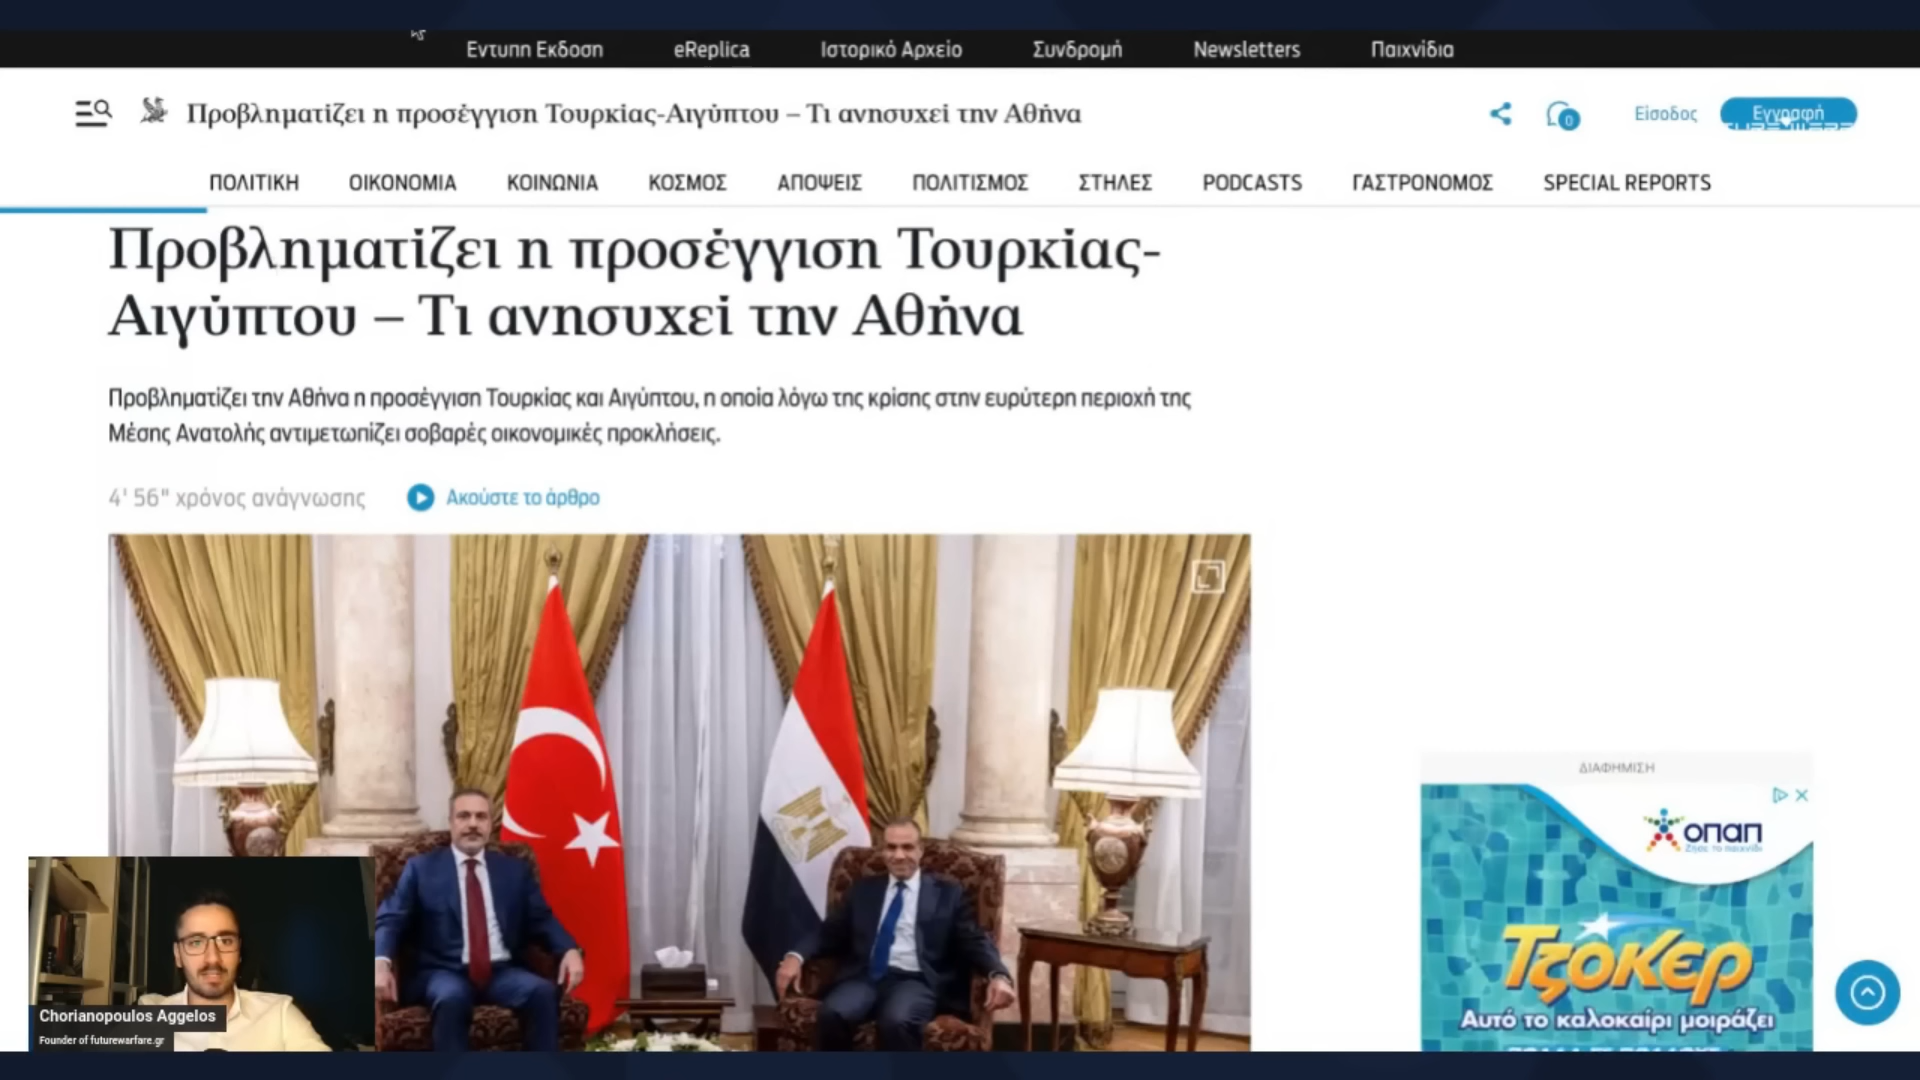 Εντυπη Εκδοση eReplica Ιστορικό Αρχείο Συνδρομή Newsletters Παιχνίδια
Προβληματίζει η προσέγγιση Τουρκίας-Αιγύπτου – Τι ανησυχεί την Αθήνα
0
Είσοδος
Εγγραφή
ΠΟΛΙΤΙΚΗ ΟΙΚΟΝΟΜΙΑ ΚΟΙΝΩΝΙΑ ΚΟΣΜΟΣ ΑΠΟΨΕΙΣ ΠΟΛΙΤΙΣΜΟΣ ΣΤΗΛΕΣ PODCASTS ΓΑΣΤΡΟΝΟΜΟΣ SPECIAL REPORTS
Προβληματίζει η προσέγγιση Τουρκίας-
Αιγύπτου – Τι ανησυχεί την Αθήνα
Προβληματίζει την Αθήνα η προσέγγιση Τουρκίας και Αιγύπτου, η οποία λόγω της κρίσης στην ευρύτερη περιοχή της
Μέσης Ανατολής αντιμετωπίζει σοβαρές οικονομικές προκλήσεις.
4' 56" χρόνος ανάγνωσης
Ακούστε το άρθρο
ΔΙΑΦΗΜΙΣΗ
οπαπ
Ζήσε το παιχνίδι
Τζοκερ
Αυτό το καλοκαίρι μοιράζει
Chorianopoulos Aggelos
Founder of futurewarfare.gr